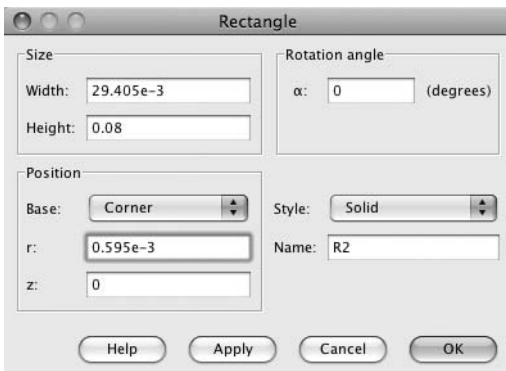 Rectangle
Size
Width: 29.405e-3
Height: 0.08
Rotation angle
α: 0 (degrees)
Position
Base: Corner
r: 0.595e-3
z: 0
Style: Solid
Name: R2
Help Apply Cancel OK